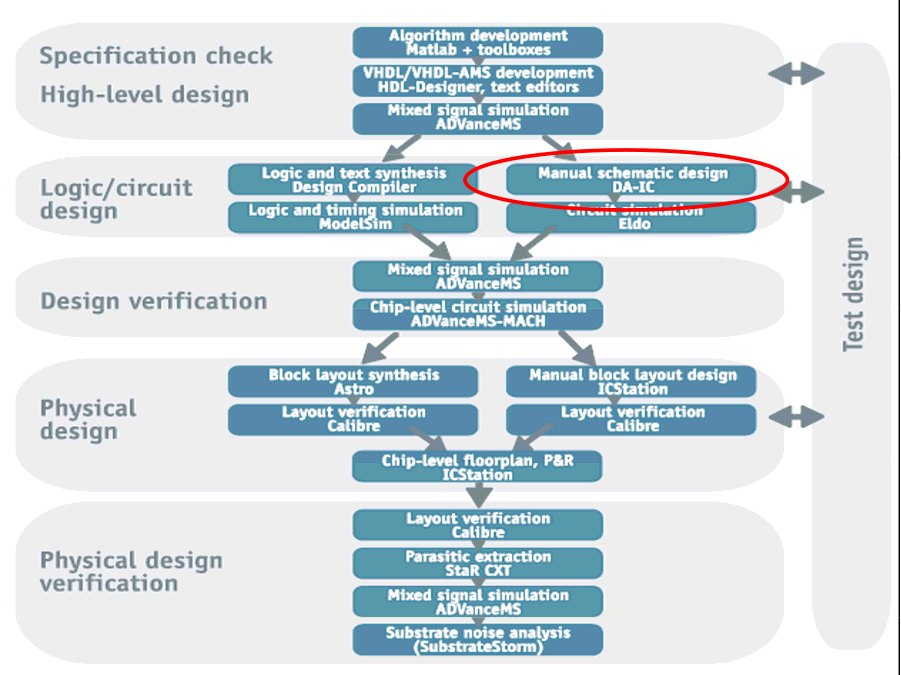 Specification check
High-level design
Algorithm development
Matlab + toolboxes
VHDL/VHDL-AMS development
HDL-Designer, text editors
Mixed signal simulation
ADVanceMS
Logic/circuit
design
Logic and text synthesis
Design Compiler
Manual schematic design
DA-IC
Logic and timing simulation
ModelSim
Circuit simulation
Eldo
Design verification
Mixed signal simulation
ADVanceMS
Chip-level circuit simulation
ADVanceMS-MACH
Physical
design
Block layout synthesis
Astro
Manual block layout design
ICStation
Layout verification
Calibre
Layout verification
Calibre
Chip-level floorplan, P&R
ICStation
Physical design
verification
Layout verification
Calibre
Parasitic extraction
StaR CXT
Mixed signal simulation
ADVanceMS
Substrate noise analysis
(SubstrateStorm)
Test design